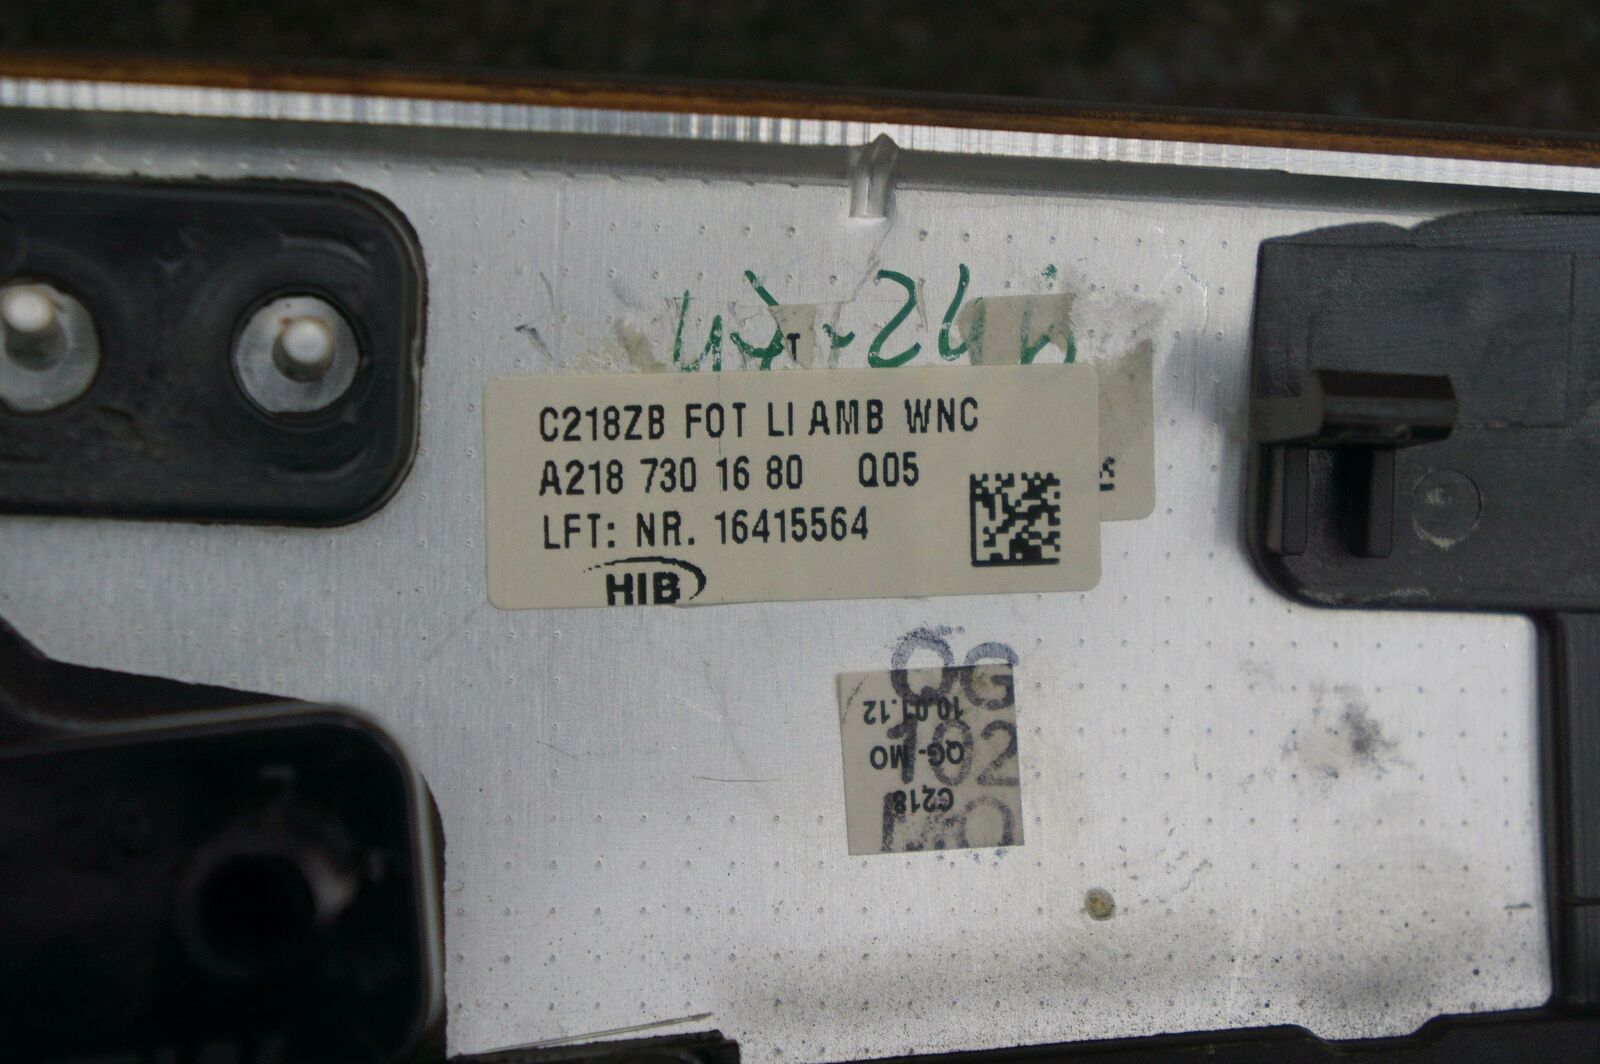 C218ZB FOT LI AMB WNC
A218 730 16 80 Q05
LFT: NR. 16415564
HIB
QG
102
10.01.12
QG-MO
C218